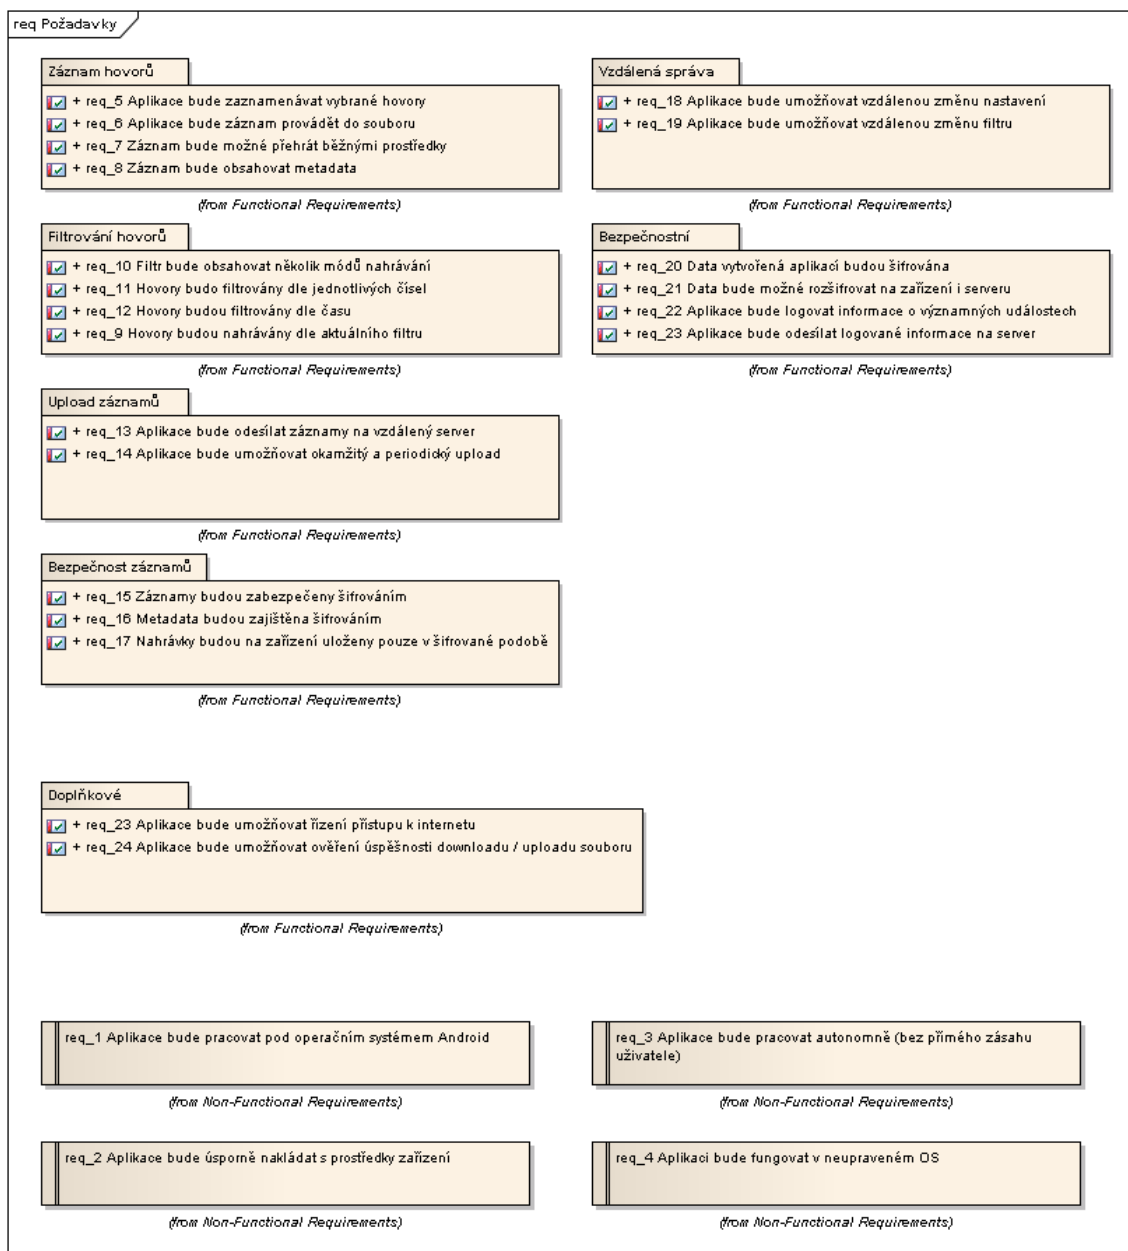 req Požadavky
Záznam hovorů
+ req_5 Aplikace bude zaznamenávat vybrané hovory
+ req_6 Aplikace bude záznam provádět do souboru
+ req_7 Záznam bude možné přehrát běžnými prostředky
+ req_8 Záznam bude obsahovat metadata
(from Functional Requirements)
Vzdálená správa
+ req_18 Aplikace bude umožňovat vzdálenou změnu nastavení
+ req_19 Aplikace bude umožňovat vzdálenou změnu filtru
(from Functional Requirements)
Filtrování hovorů
+ req_10 Filtr bude obsahovat několik módů nahrávání
+ req_11 Hovory budo filtrovány dle jednotlivých čísel
+ req_12 Hovory budou filtrovány dle času
+ req_9 Hovory budou nahrávány dle aktuálního filtru
(from Functional Requirements)
Bezpečnostní
+ req_20 Data vytvořená aplikací budou šifrována
+ req_21 Data bude možné rozšifrovat na zařízení i serveru
+ req_22 Aplikace bude logovat informace o významných událostech
+ req_23 Aplikace bude odesílat logované informace na server
(from Functional Requirements)
Upload záznamů
+ req_13 Aplikace bude odesílat záznamy na vzdálený server
+ req_14 Aplikace bude umožňovat okamžitý a periodický upload
(from Functional Requirements)
Bezpečnost záznamů
+ req_15 Záznamy budou zabezpečeny šifrováním
+ req_16 Metadata budou zajištěna šifrováním
+ req_17 Nahrávky budou na zařízení uloženy pouze v šifrované podobě
(from Functional Requirements)
Doplňkové
+ req_23 Aplikace bude umožňovat řízení přístupu k internetu
+ req_24 Aplikace bude umožňovat ověření úspěšnosti downloadu / uploadu souboru
(from Functional Requirements)
req_1 Aplikace bude pracovat pod operačním systémem Android
(from Non-Functional Requirements)
req_3 Aplikace bude pracovat autonomně (bez přímého zásahu
uživatele)
(from Non-Functional Requirements)
req_2 Aplikace bude úsporně nakládat s prostředky zařízení
(from Non-Functional Requirements)
req_4 Aplikaci bude fungovat v neupraveném OS
(from Non-Functional Requirements)